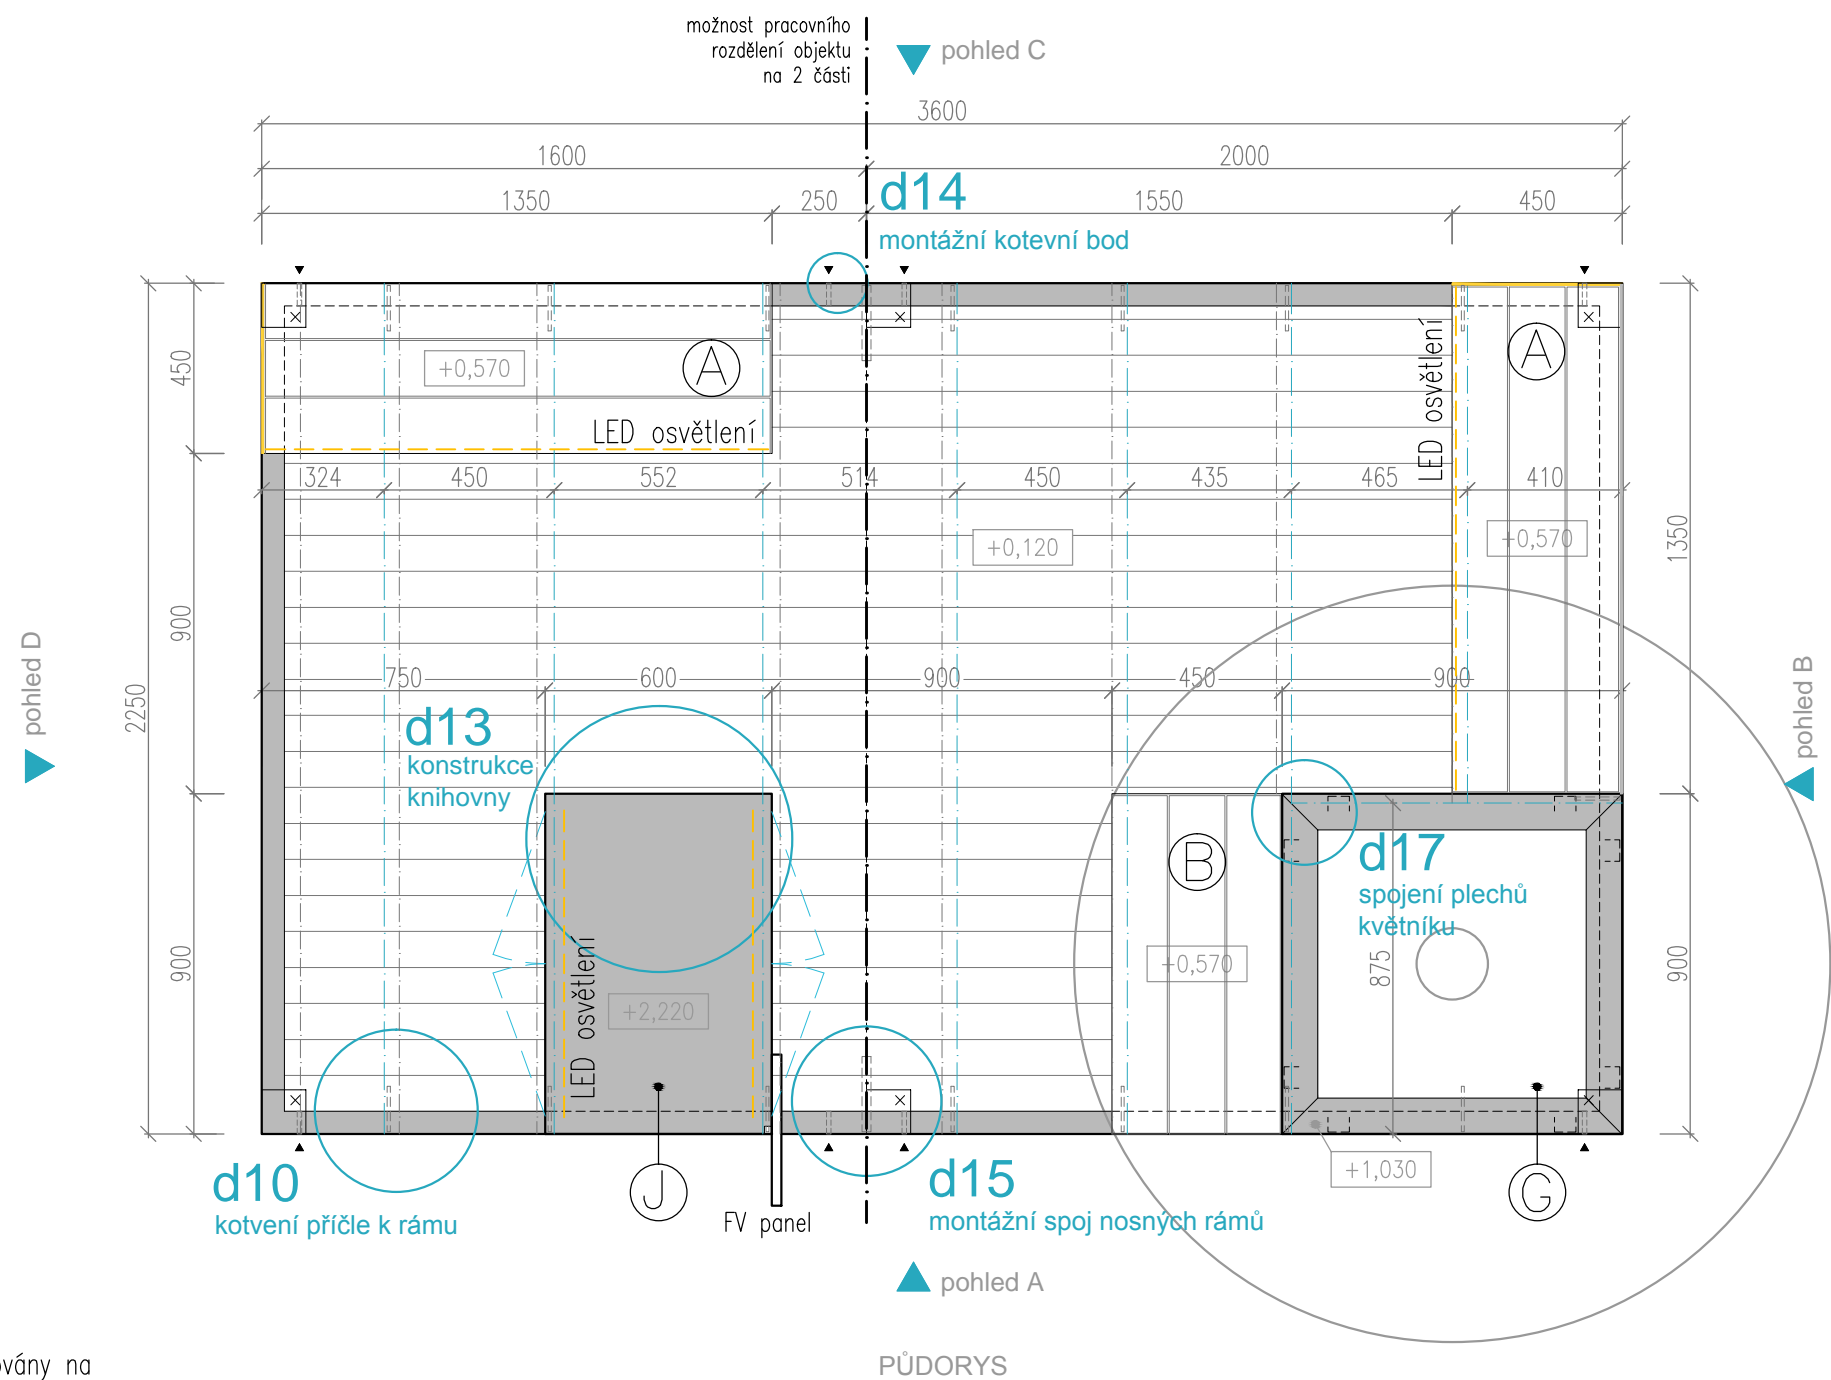 možnost pracovního
rozdělení objektu
na 2 části
pohled C
3600
1600
2000
1350
250
d14
1550
450
montážní kotevní bod
450
+0,570
A
LED osvětlení
LED osvětlení
A
324
450
552
514
450
435
465
410
+0,120
+0,570
1350
900
pohled D
2250
750
600
900
450
900
pohled B
d13
konstrukce
knihovny
B
d17
spojení plechů
květníku
900
LED osvětlení
+2,220
+0,570
875
900
J
+1,030
G
d10
kotvení příčle k rámu
FV panel
d15
montážní spoj nosných rámů
pohled A
ovány na
PŮDORYS